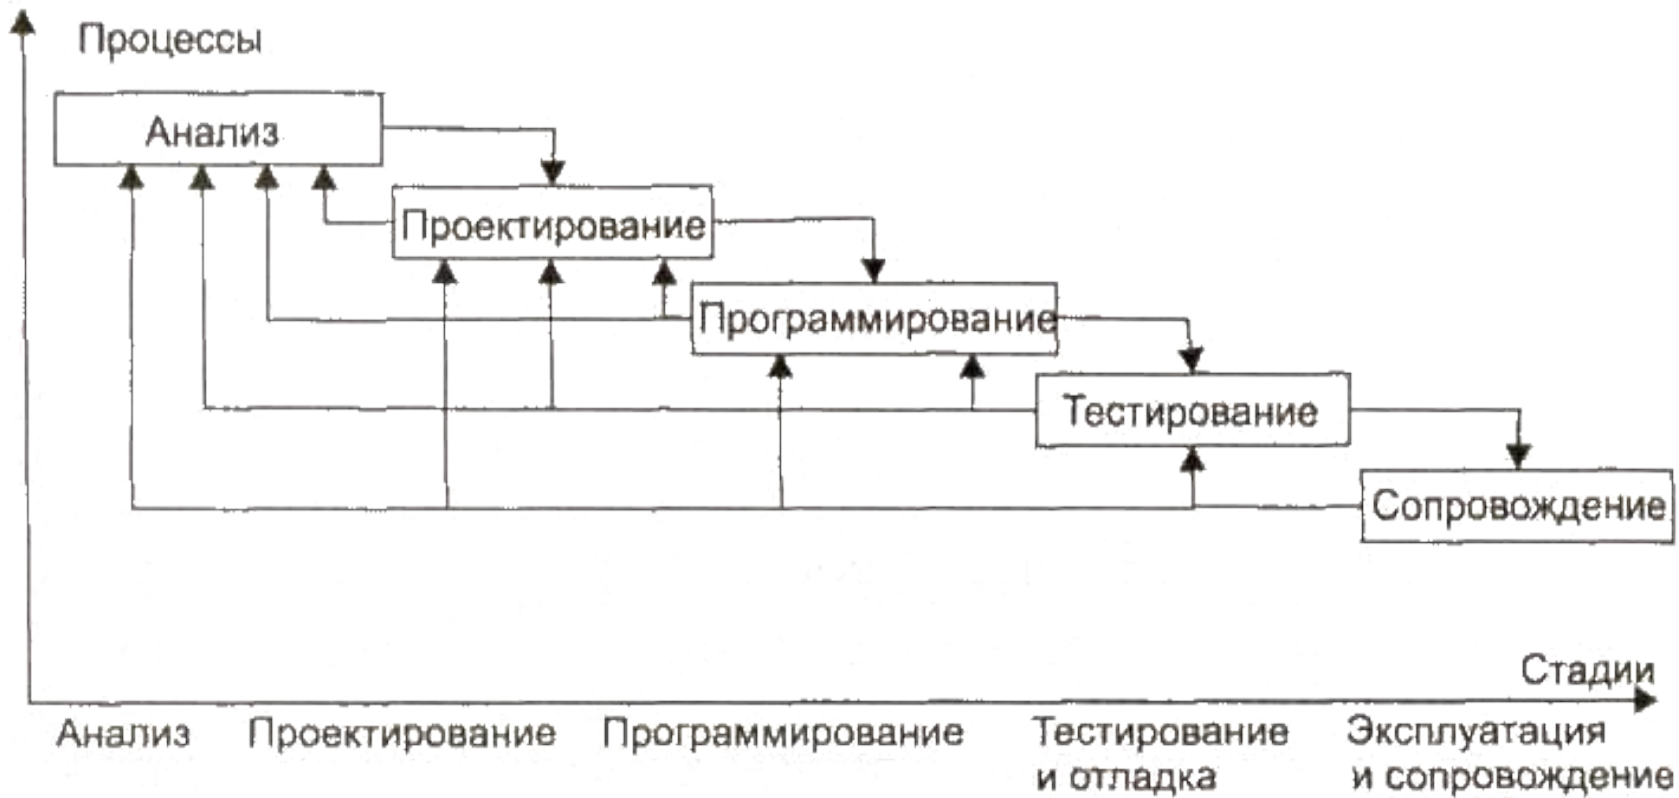 Процессы
Анализ
Проектирование
Программирование
Тестирование
Сопровождение
Стадии
Анализ Проектирование Программирование Тестирование Эксплуатация
и отладка и сопровождение